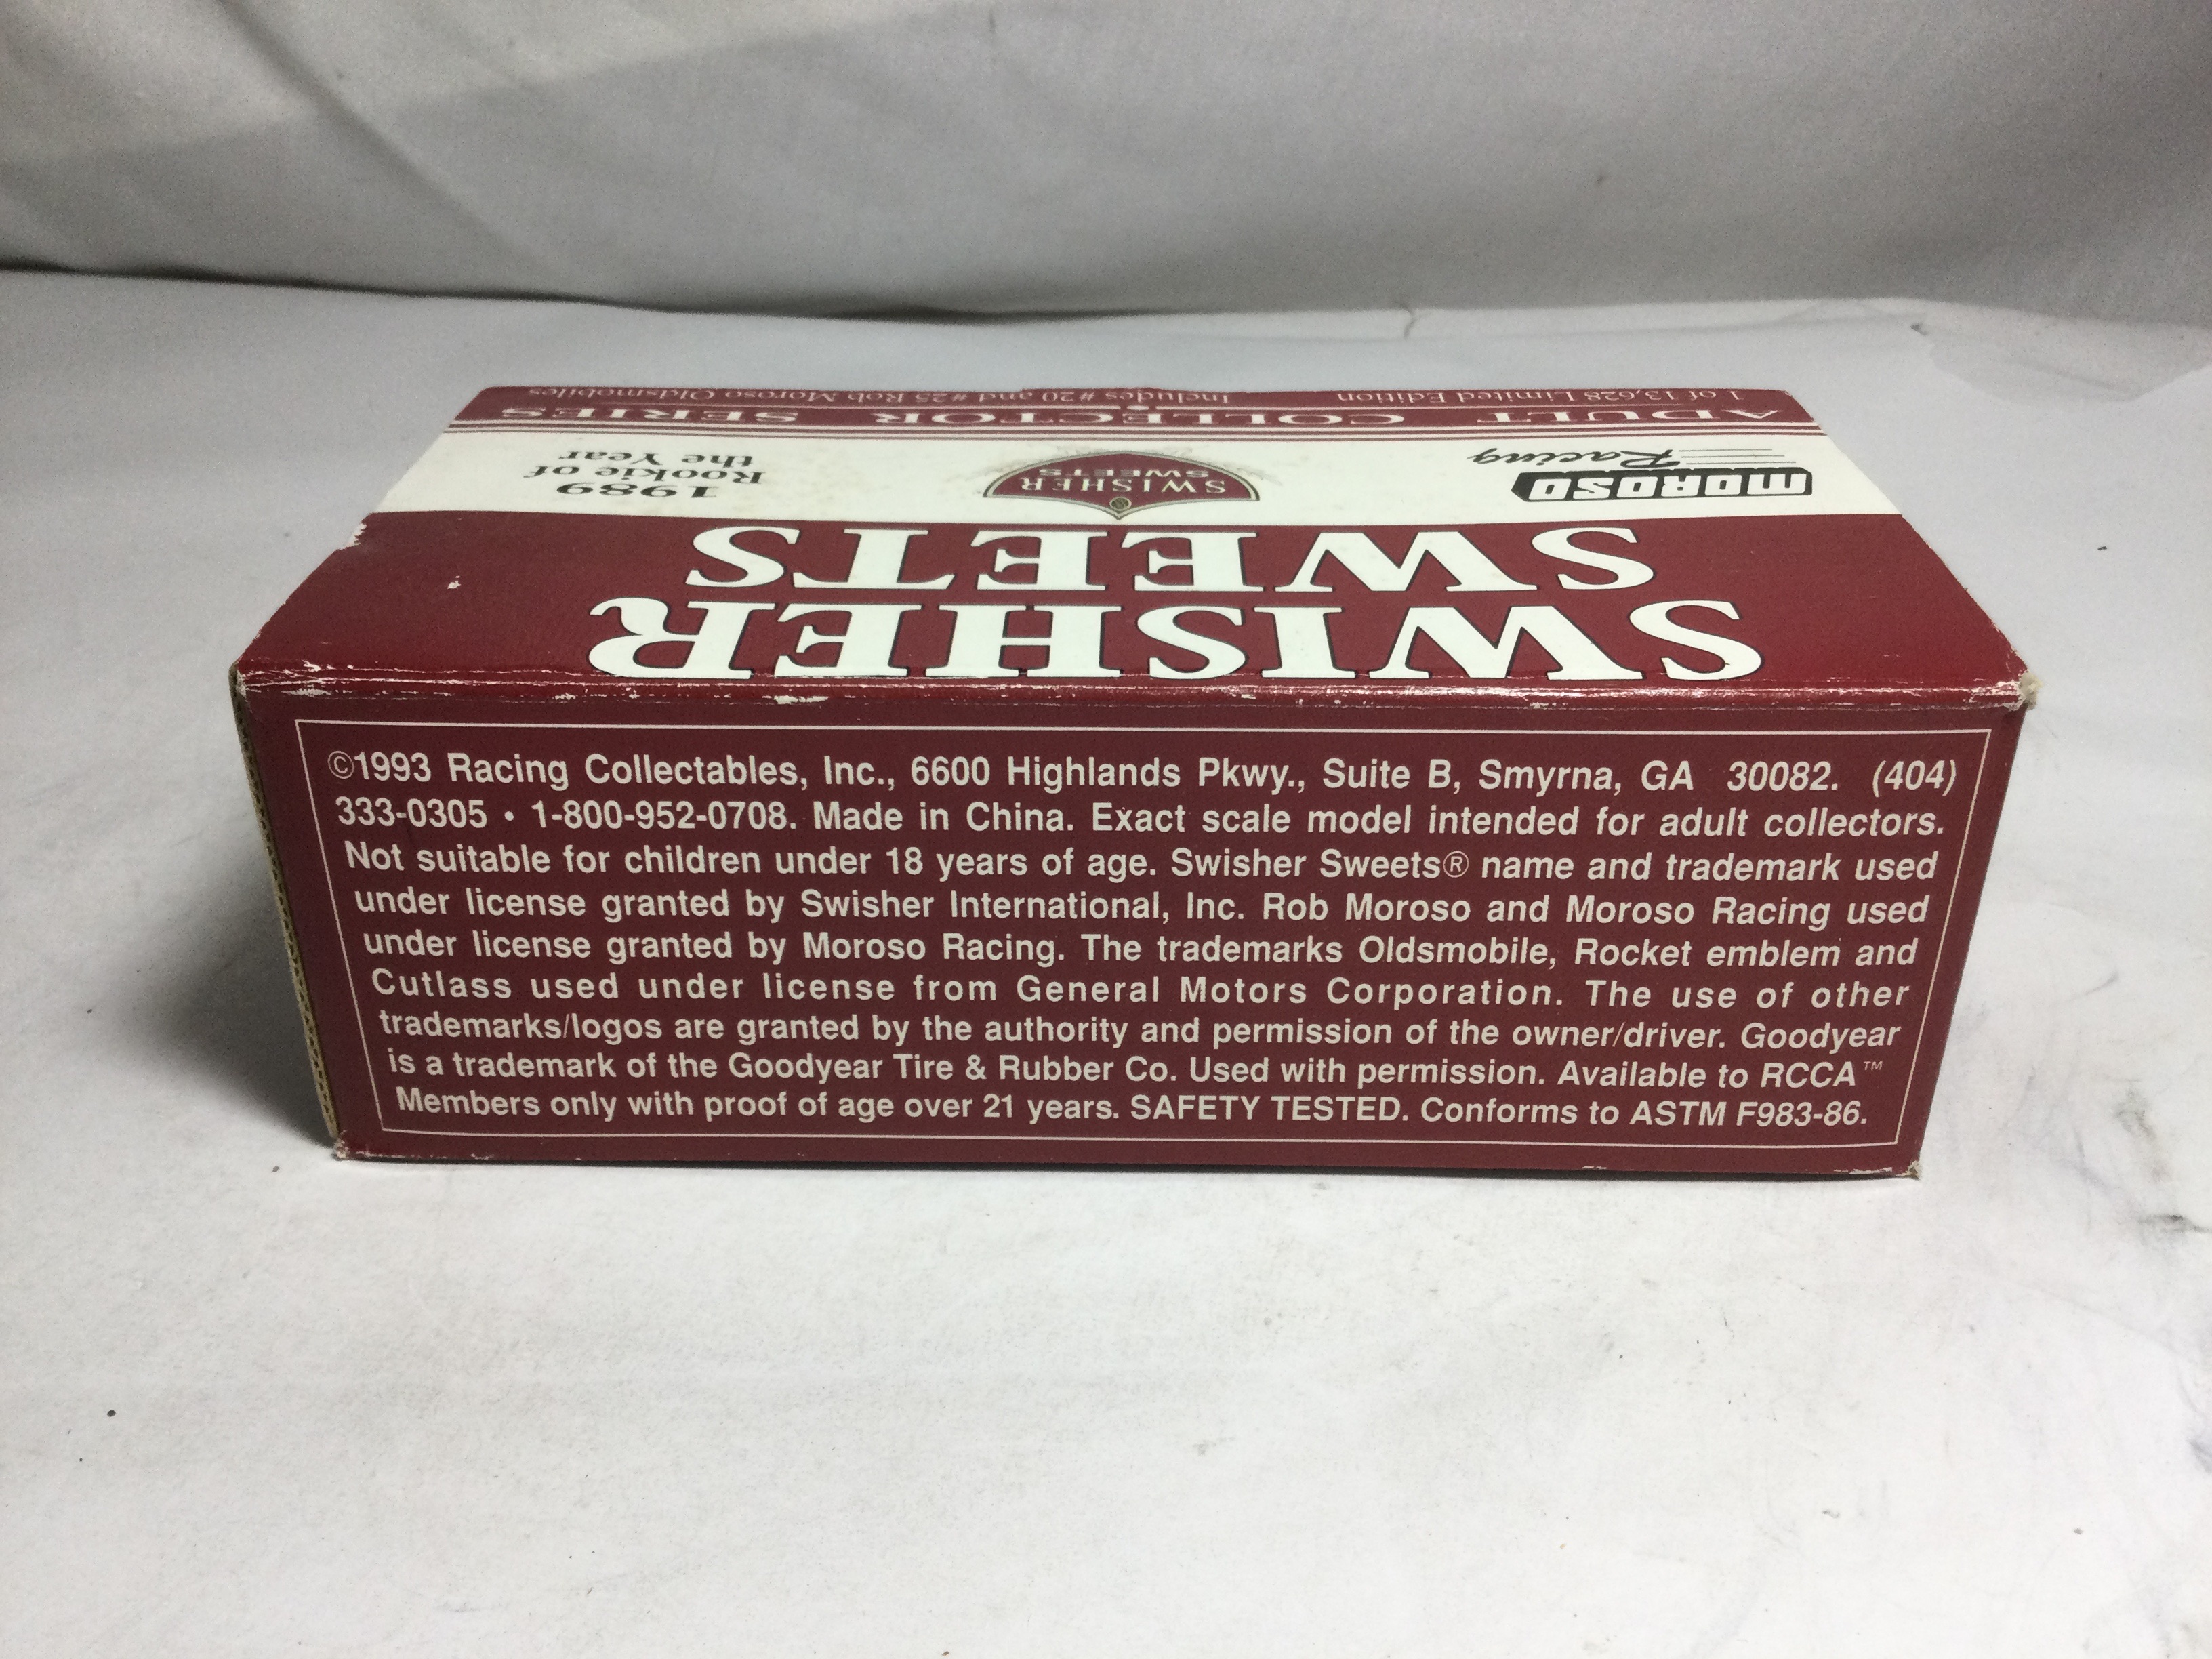 1 of 13,628 Limited Edition Includes #20 and #25 Rob Moroso Oldsmobiles
ADULT COLLECTOR SERIES
MOROSO
Racing
SWISHER
SWEETS
1989
Rookie of
the Year
SWISHER
SWEETS
©1993 Racing Collectables, Inc., 6600 Highlands Pkwy., Suite B, Smyrna, GA 30082. (404)
333-0305 • 1-800-952-0708. Made in China. Exact scale model intended for adult collectors.
Not suitable for children under 18 years of age. Swisher Sweets® name and trademark used
under license granted by Swisher International, Inc. Rob Moroso and Moroso Racing used
under license granted by Moroso Racing. The trademarks Oldsmobile, Rocket emblem and
Cutlass used under license from General Motors Corporation. The use of other
trademarks/logos are granted by the authority and permission of the owner/driver. Goodyear
is a trademark of the Goodyear Tire & Rubber Co. Used with permission. Available to RCCA™
Members only with proof of age over 21 years. SAFETY TESTED. Conforms to ASTM F983-86.